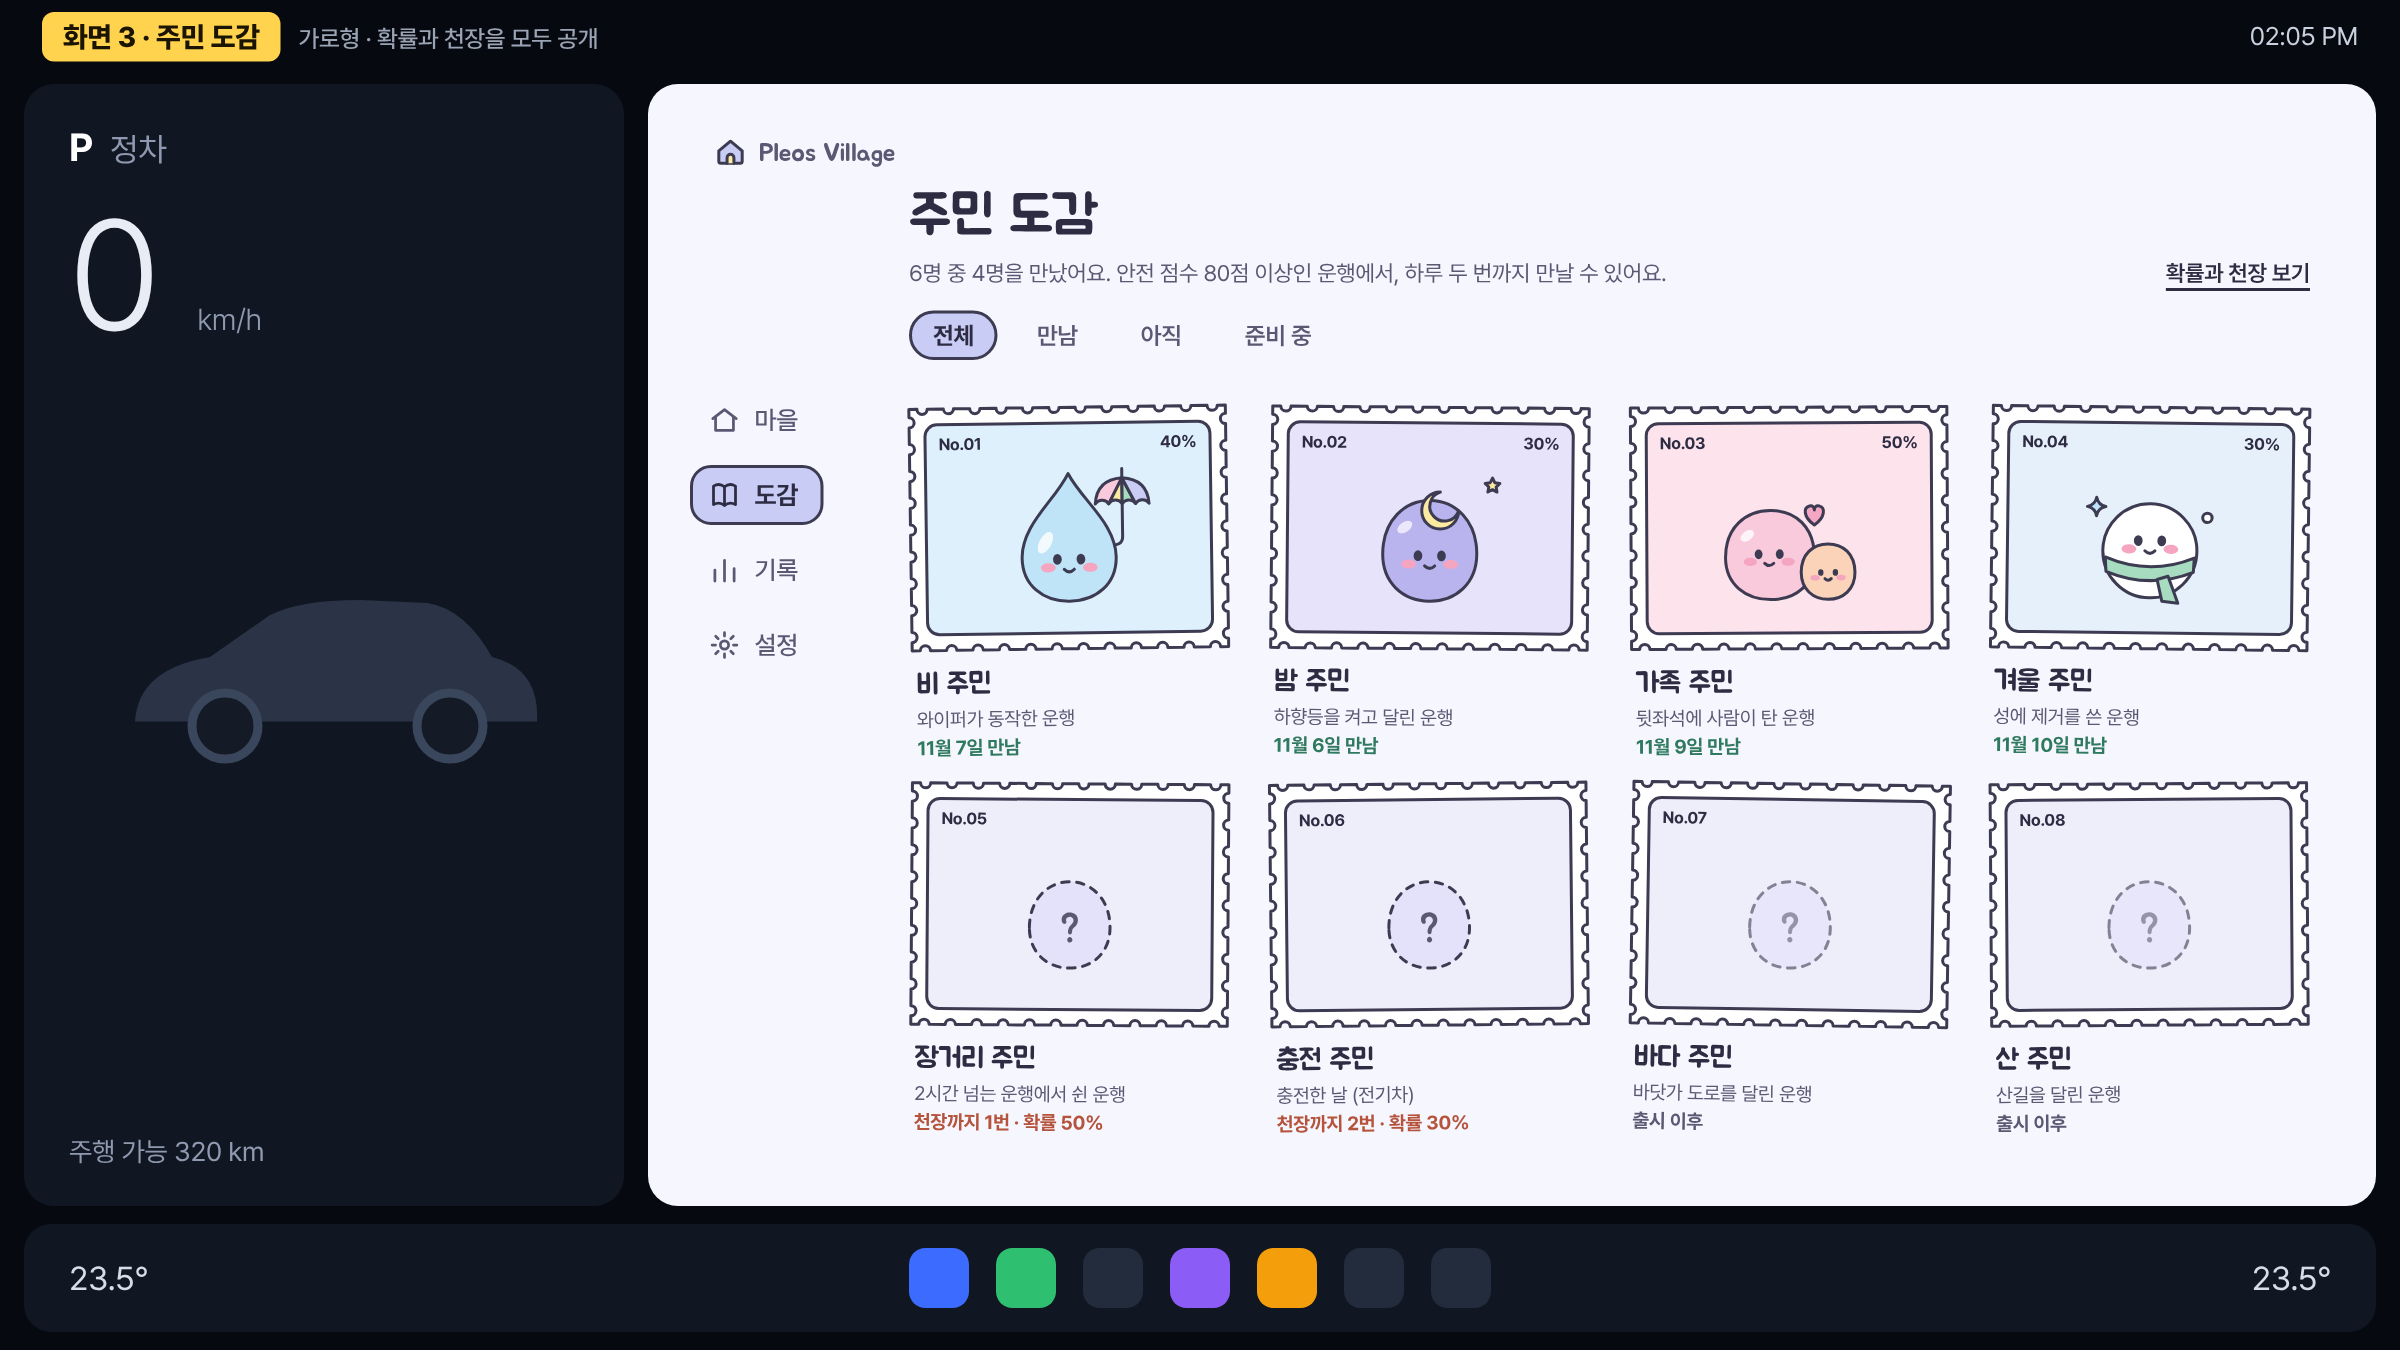 화면 3 · 주민 도감
가로형 · 확률과 천장을 모두 공개
02:05 PM
P 정차
0 km/h
주행 가능 320 km
Pleos Village
주민 도감
6명 중 4명을 만났어요. 안전 점수 80점 이상인 운행에서, 하루 두 번까지 만날 수 있어요.
확률과 천장 보기
전체
만남
아직
준비 중
마을
도감
기록
설정
No.01 40%
비 주민
와이퍼가 동작한 운행
11월 7일 만남
No.02 30%
밤 주민
하향등을 켜고 달린 운행
11월 6일 만남
No.03 50%
가족 주민
뒷좌석에 사람이 탄 운행
11월 9일 만남
No.04 30%
겨울 주민
성에 제거를 쓴 운행
11월 10일 만남
No.05
?
장거리 주민
2시간 넘는 운행에서 쉰 운행
천장까지 1번 · 확률 50%
No.06
?
충전 주민
충전한 날 (전기차)
천장까지 2번 · 확률 30%
No.07
?
바다 주민
바닷가 도로를 달린 운행
출시 이후
No.08
?
산 주민
산길을 달린 운행
출시 이후
23.5°
23.5°